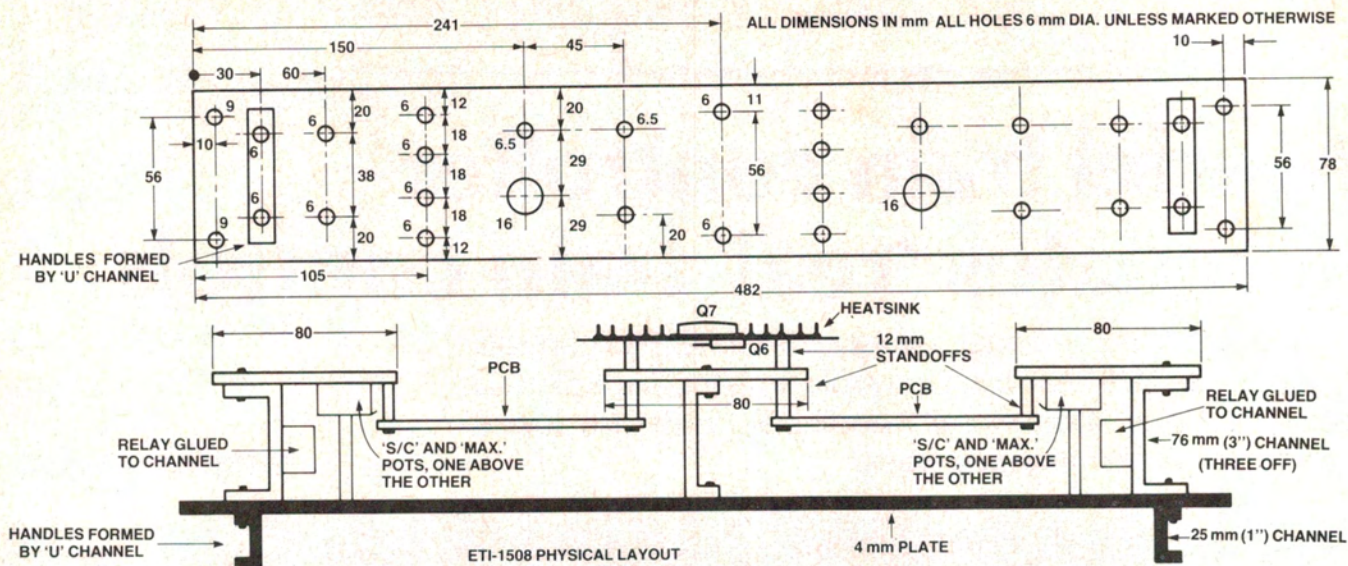 241
ALL DIMENSIONS IN mm ALL HOLES 6 mm DIA. UNLESS MARKED OTHERWISE
150
45
10
30
60
9
6
6
20
12
6
18
6
18
6
18
6
12
20
6.5
6.5
29
29
16
6
11
56
6
20
10
56
6
38
6
20
9
16
56
78
HANDLES FORMED
BY 'U' CHANNEL
105
482
80
Q7
HEATSINK
Q6
12 mm
STANDOFFS
80
PCB
80
PCB
RELAY GLUED
TO CHANNEL
'S/C' AND 'MAX.'
POTS, ONE ABOVE
THE OTHER
'S/C' AND 'MAX.'
POTS, ONE ABOVE
THE OTHER
RELAY GLUED
TO CHANNEL
76 mm (3") CHANNEL
(THREE OFF)
HANDLES FORMED
BY 'U' CHANNEL
ETI-1508 PHYSICAL LAYOUT
4 mm PLATE
25 mm (1") CHANNEL